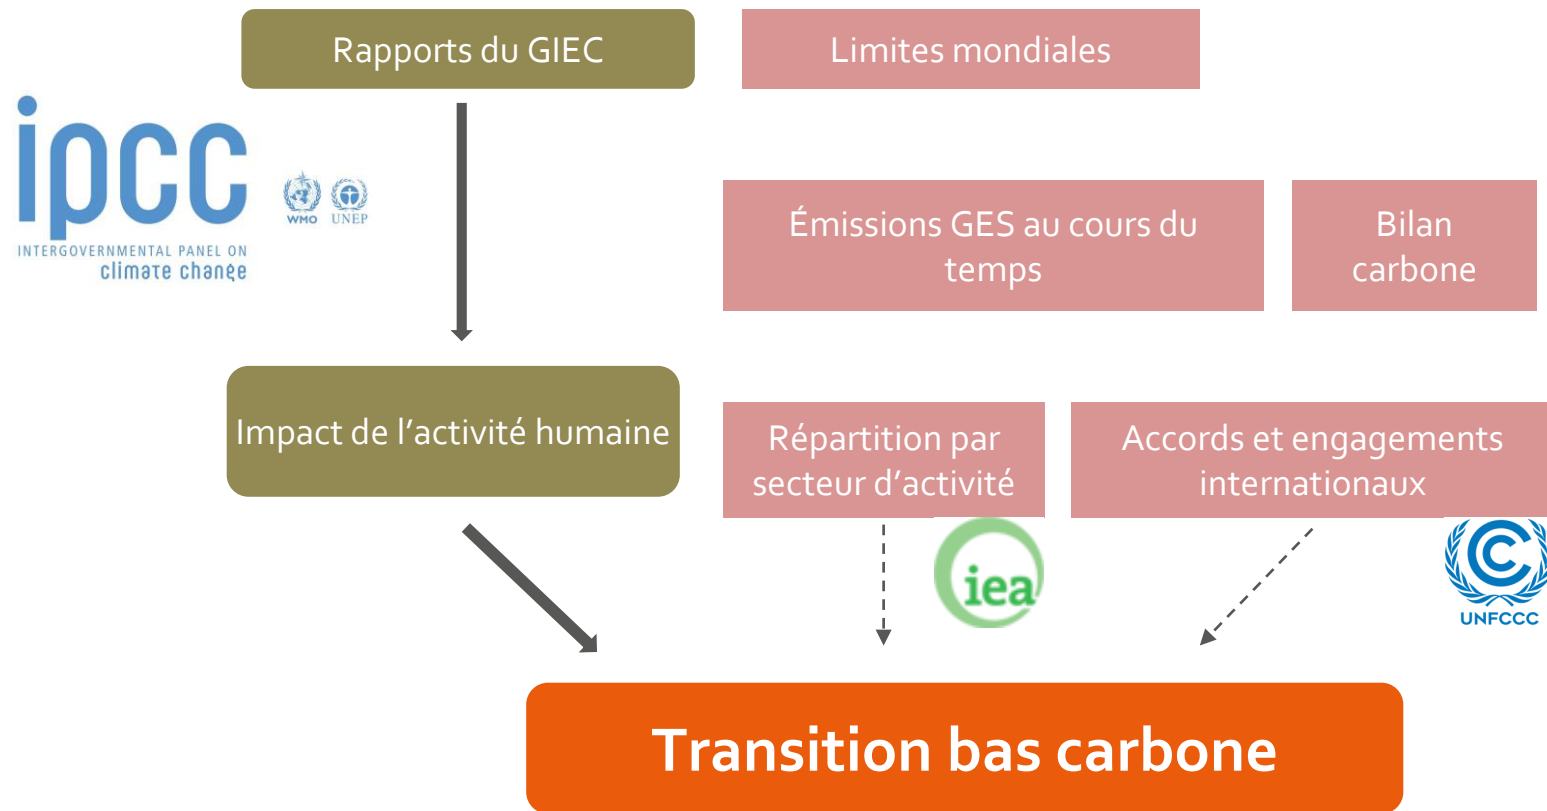 Rapports du GIEC
Limites mondiales
ipcc
INTERGOVERNMENTAL PANEL ON
climate change
WMO
UNEP
Émissions GES au cours du
temps
Bilan
carbone
Impact de l’activité humaine
Répartition par
secteur d’activité
Accords et engagements
internationaux
iea
UNFCCC
Transition bas carbone